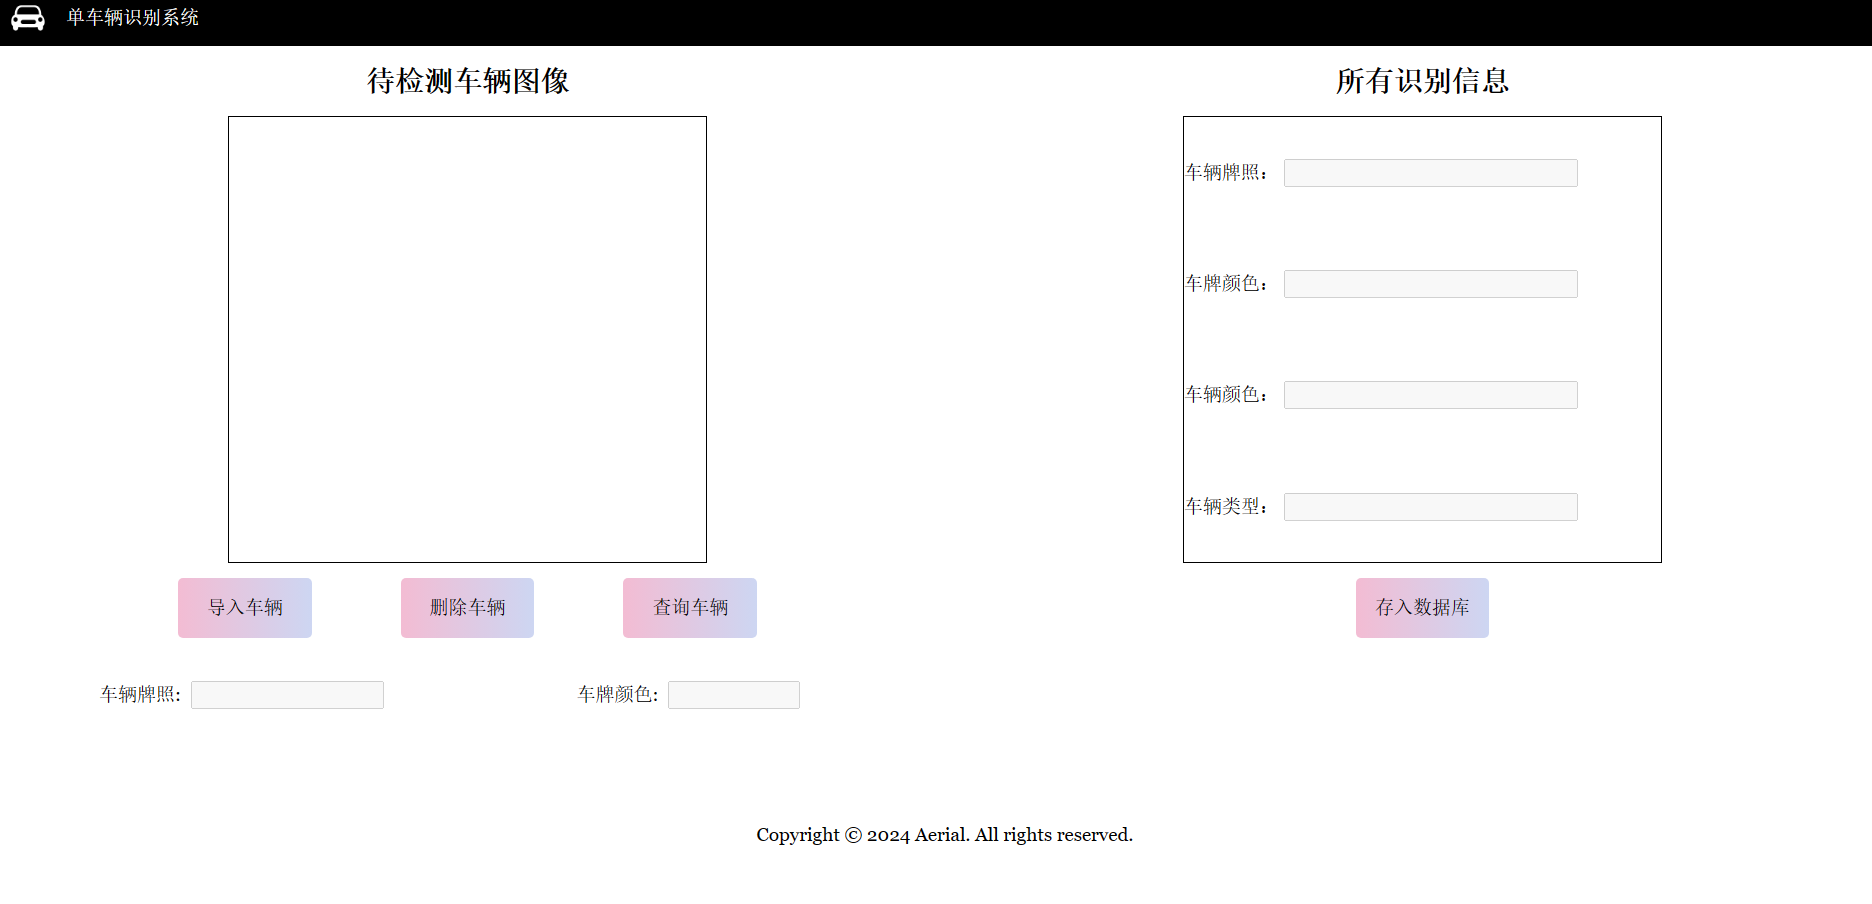 单车辆识别系统
待检测车辆图像
所有识别信息
车辆牌照：
车牌颜色：
车辆颜色：
车辆类型：
导入车辆
删除车辆
查询车辆
存入数据库
车辆牌照:
车牌颜色:
Copyright © 2024 Aerial. All rights reserved.